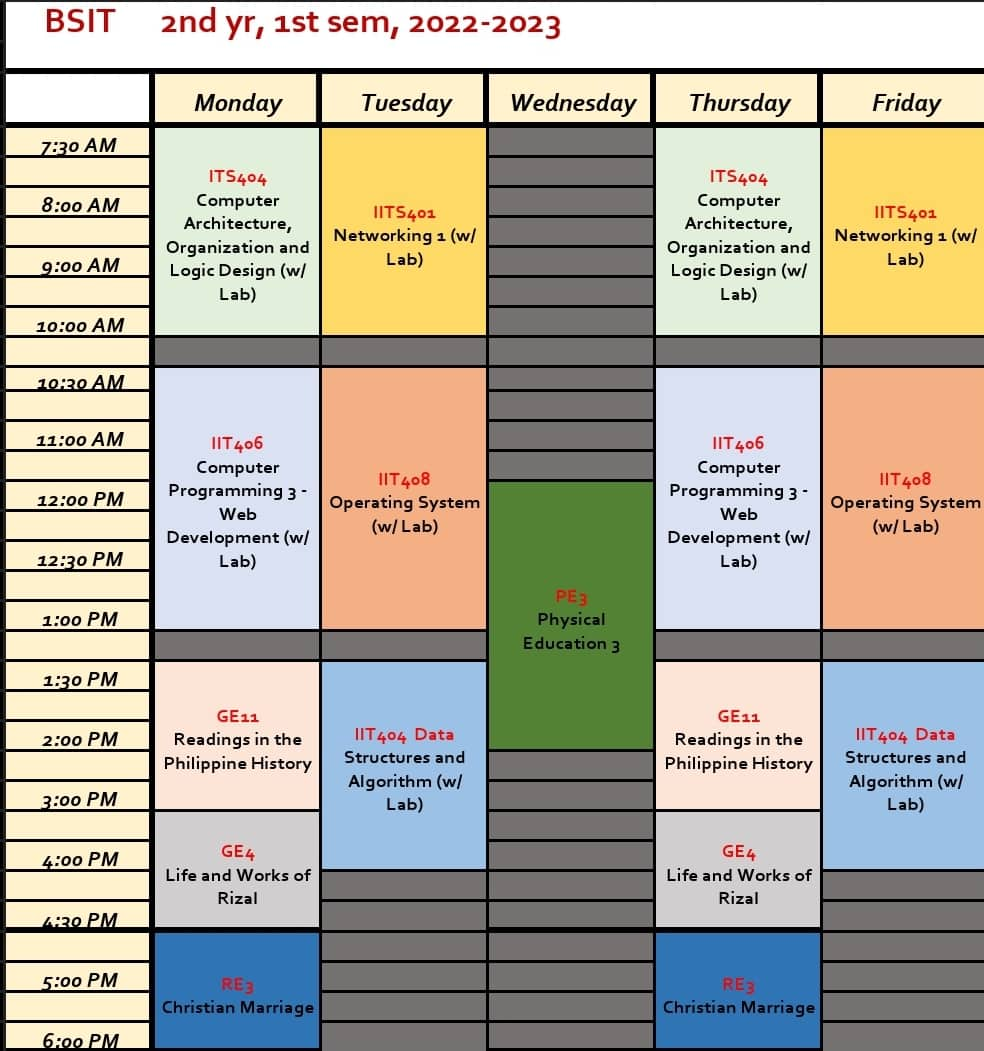 BSIT 2nd yr, 1st sem, 2022-2023
Monday Tuesday Wednesday Thursday Friday
7:30 AM
8:00 AM
9:00 AM
10:00 AM
10:30 AM
11:00 AM
12:00 PM
12:30 PM
1:00 PM
1:30 PM
2:00 PM
3:00 PM
4:00 PM
4:30 PM
5:00 PM
6:00 PM
ITS404
Computer
Architecture,
Organization and
Logic Design (w/
Lab)
IIT406
Computer
Programming 3 -
Web
Development (w/
Lab)
GE11
Readings in the
Philippine History
GE4
Life and Works of
Rizal
RE3
Christian Marriage
IITS401
Networking 1 (w/
Lab)
IIT408
Operating System
(w/ Lab)
IIT404 Data
Structures and
Algorithm (w/
Lab)
PE3
Physical
Education 3
ITS404
Computer
Architecture,
Organization and
Logic Design (w/
Lab)
IIT406
Computer
Programming 3 -
Web
Development (w/
Lab)
GE11
Readings in the
Philippine History
GE4
Life and Works of
Rizal
RE3
Christian Marriage
IITS401
Networking 1 (w/
Lab)
IIT408
Operating System
(w/ Lab)
IIT404 Data
Structures and
Algorithm (w/
Lab)